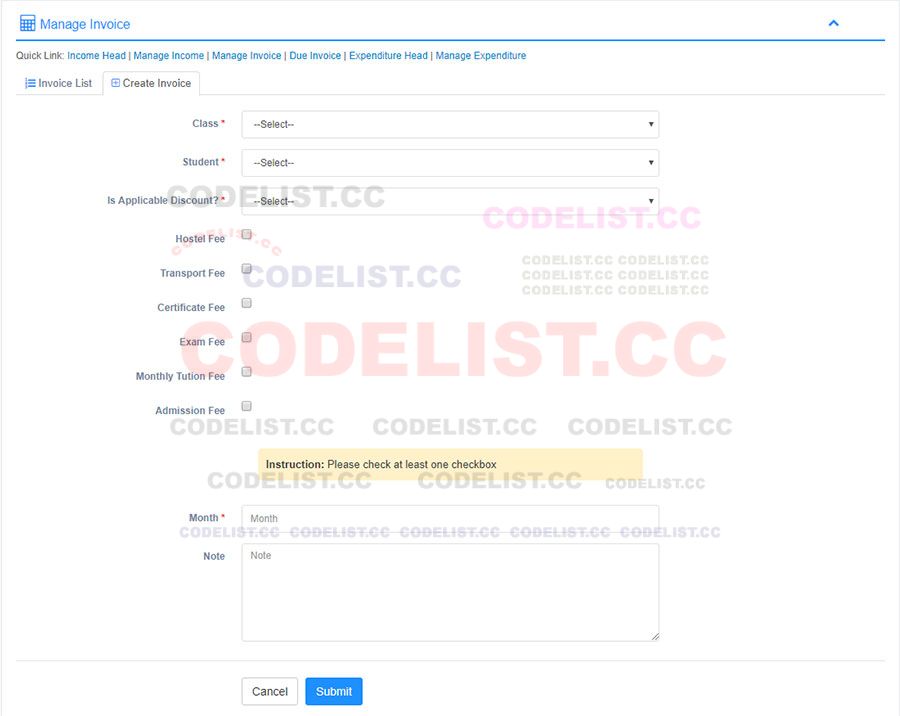 Manage Invoice
Quick Link: Income Head | Manage Income | Manage Invoice | Due Invoice | Expenditure Head | Manage Expenditure
Invoice List Create Invoice
Class * --Select--
Student * --Select--
Is Applicable Discount? * --Select--
CODELIST.CC
CODELIST.CC
Hostel Fee
CODELIST.CC
CODELIST.CC CODELIST.CC
Transport Fee
CODELIST.CC
CODELIST.CC CODELIST.CC
CODELIST.CC CODELIST.CC
Certificate Fee
Exam Fee
CODELIST.CC
Monthly Tution Fee
Admission Fee
CODELIST.CC CODELIST.CC CODELIST.CC
Instruction: Please check at least one checkbox
CODELIST.CC CODELIST.CC CODELIST.CC
Month * Month
CODELIST.CC CODELIST.CC CODELIST.CC CODELIST.CC CODELIST.CC
Note Note
Cancel Submit